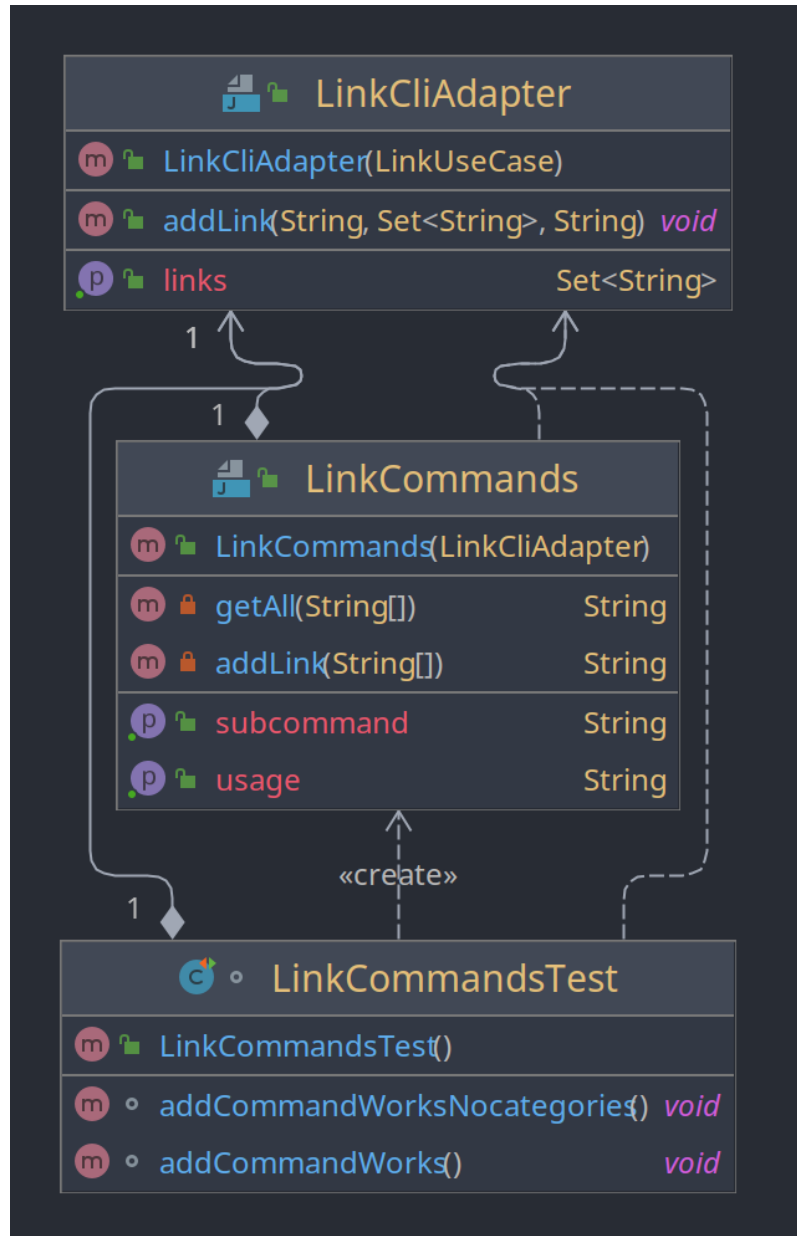 LinkCliAdapter
m LinkCliAdapter(LinkUseCase)
m addLink(String, Set<String>, String) void
p links Set<String>
1
1
LinkCommands
m LinkCommands(LinkCliAdapter)
m getAll(String[]) String
m addLink(String[]) String
p subcommand String
p usage String
«create»
1
LinkCommandsTest
m LinkCommandsTest()
m addCommandWorksNocategories() void
m addCommandWorks() void